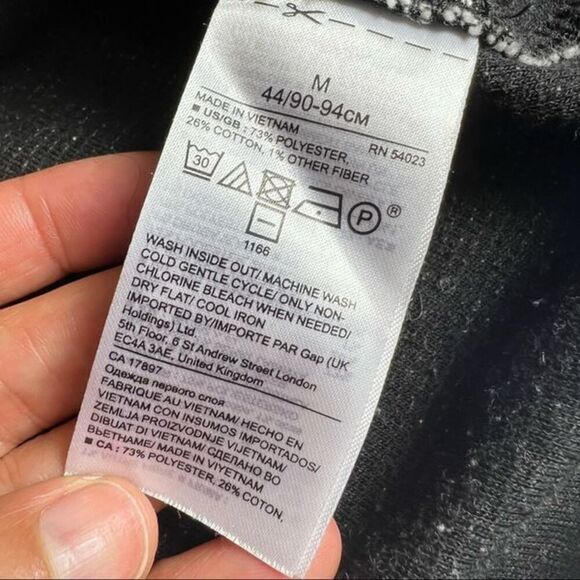 M
44/90-94CM
MADE IN VIETNAM RN 54023
■ US/GB : 73% POLYESTER,
26% COTTON, 1% OTHER FIBER
30 P ®
1166
WASH INSIDE OUT/ MACHINE WASH
COLD GENTLE CYCLE/ ONLY NON-
CHLORINE BLEACH WHEN NEEDED/
DRY FLAT/ COOL IRON
IMPORTED BY/IMPORTE PAR Gap (UK
Holdings) Ltd.
5th Floor, 6 St Andrew Street London
EC4A 3AE, United Kingdom
CA 17897
Одежда первого слоя
FABRIQUE AU VIETNAM/ HECHO EN
VIETNAM CON INSUMOS IMPORTADOS/
ZEMLJA PROIZVODNJE VIJETNAM/
DIBUAT DI VIETNAM/ СДЕЛАНО ВО
ВЬЕТНАМЕ/ MADE IN VIYETNAM
■ CA : 73% POLYESTER, 26% COTON,